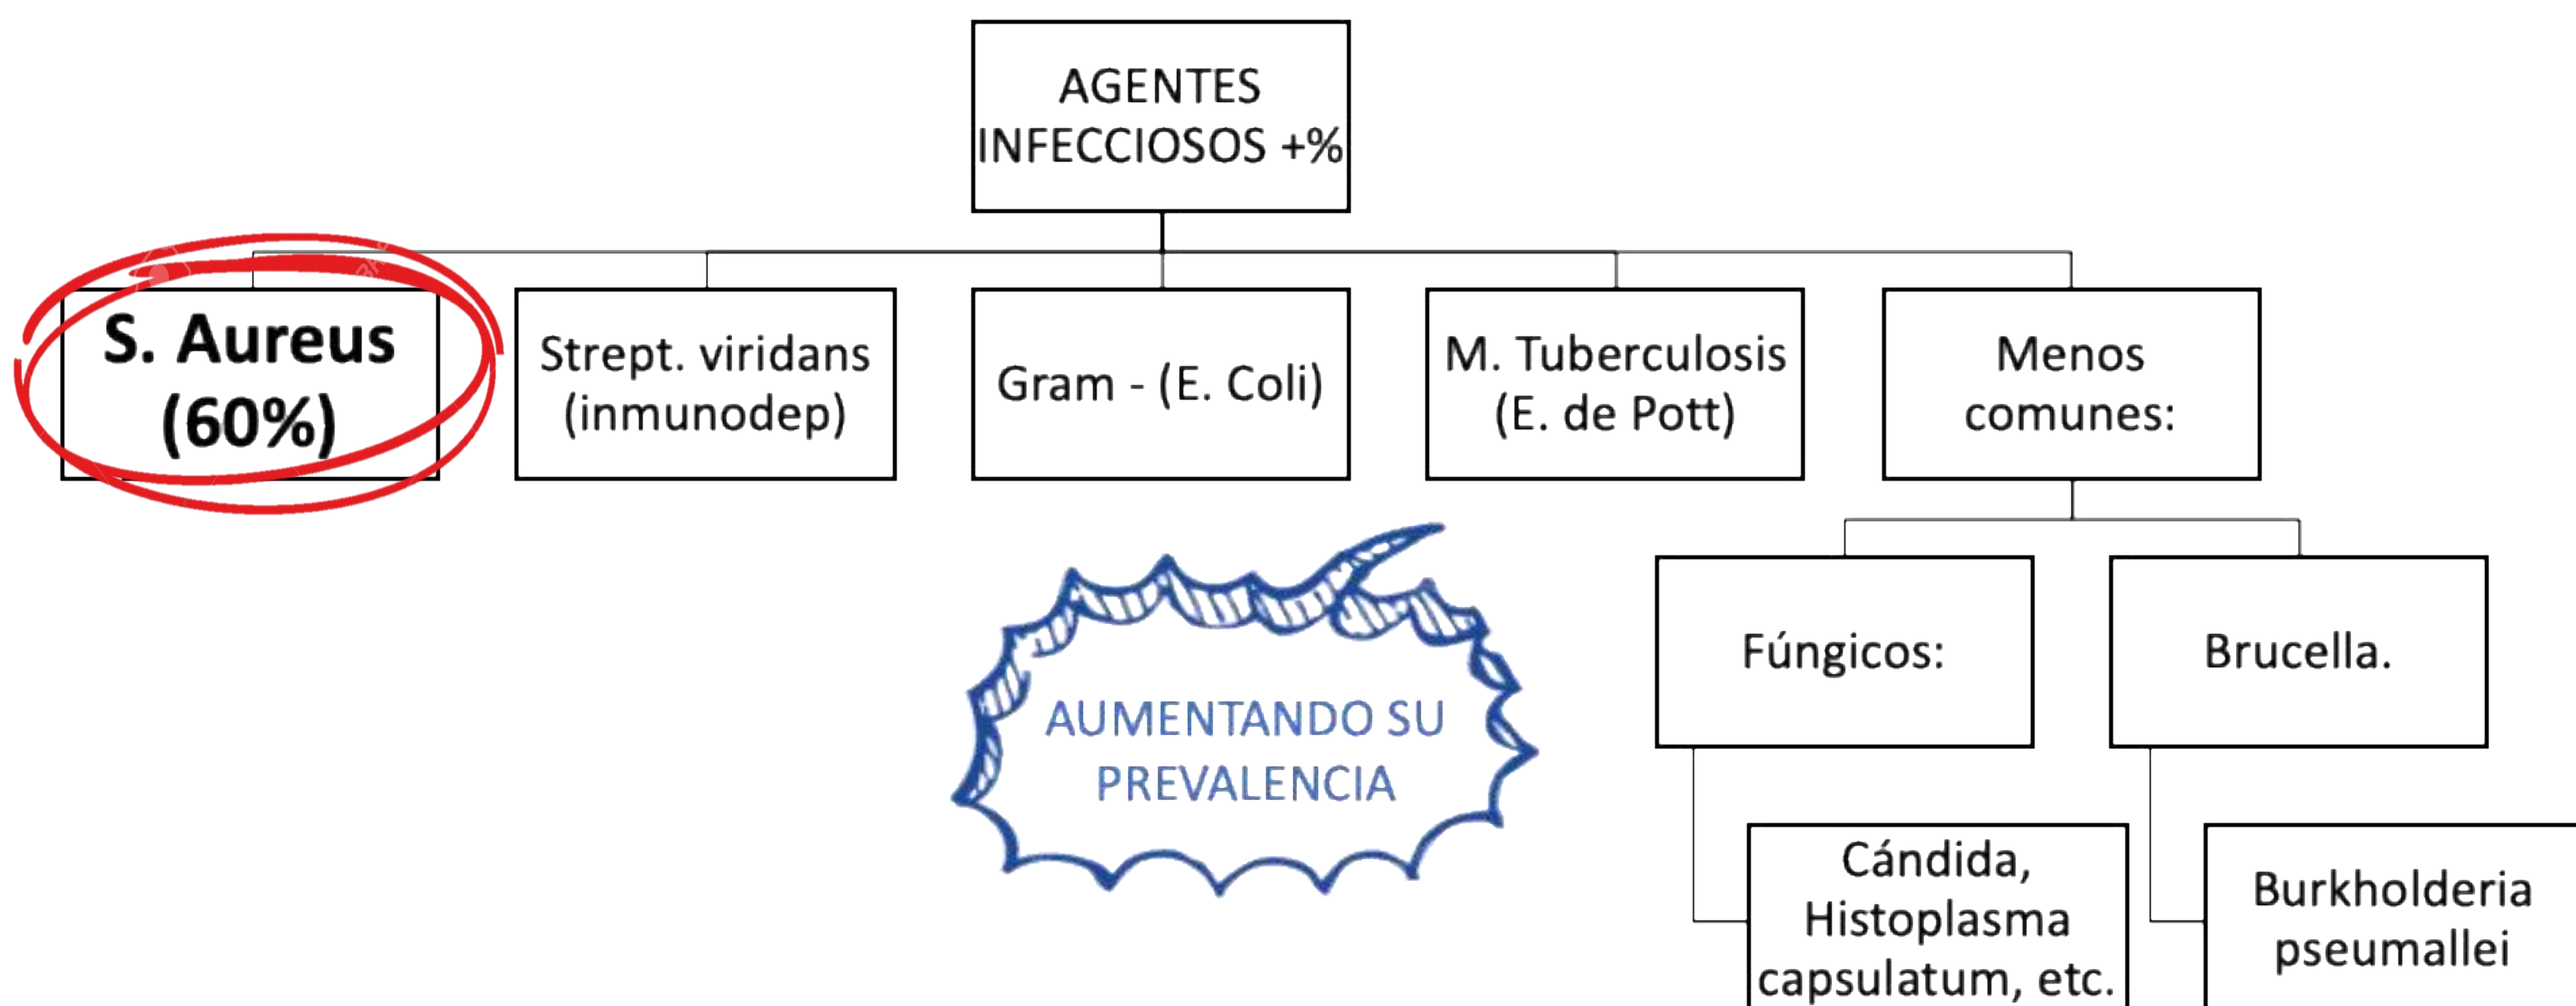 AGENTES
INFECCIOSOS +%
S. Aureus
(60%)
Strept. viridans
(inmunodep)
Gram - (E. Coli)
M. Tuberculosis
(E. de Pott)
Menos
comunes:
AUMENTANDO SU
PREVALENCIA
Fúngicos:
Brucella.
Cándida,
Histoplasma
capsulatum, etc.
Burkholderia
pseumallei